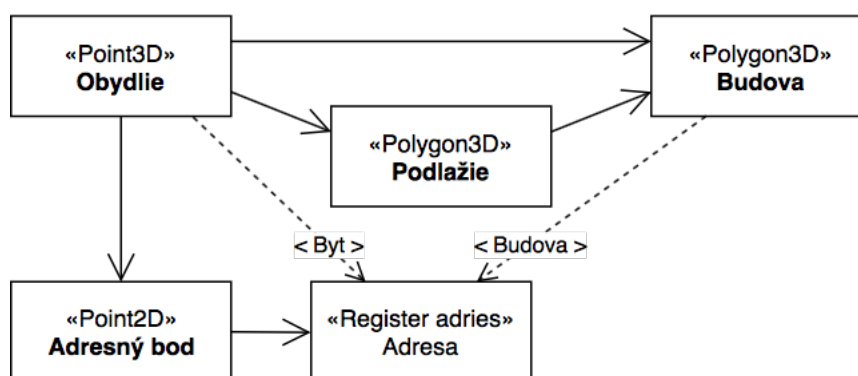 «Point3D»
Obydlie
«Polygon3D»
Budova
«Polygon3D»
Podlažie
< Byt >
< Budova >
«Point2D»
Adresný bod
«Register adries»
Adresa